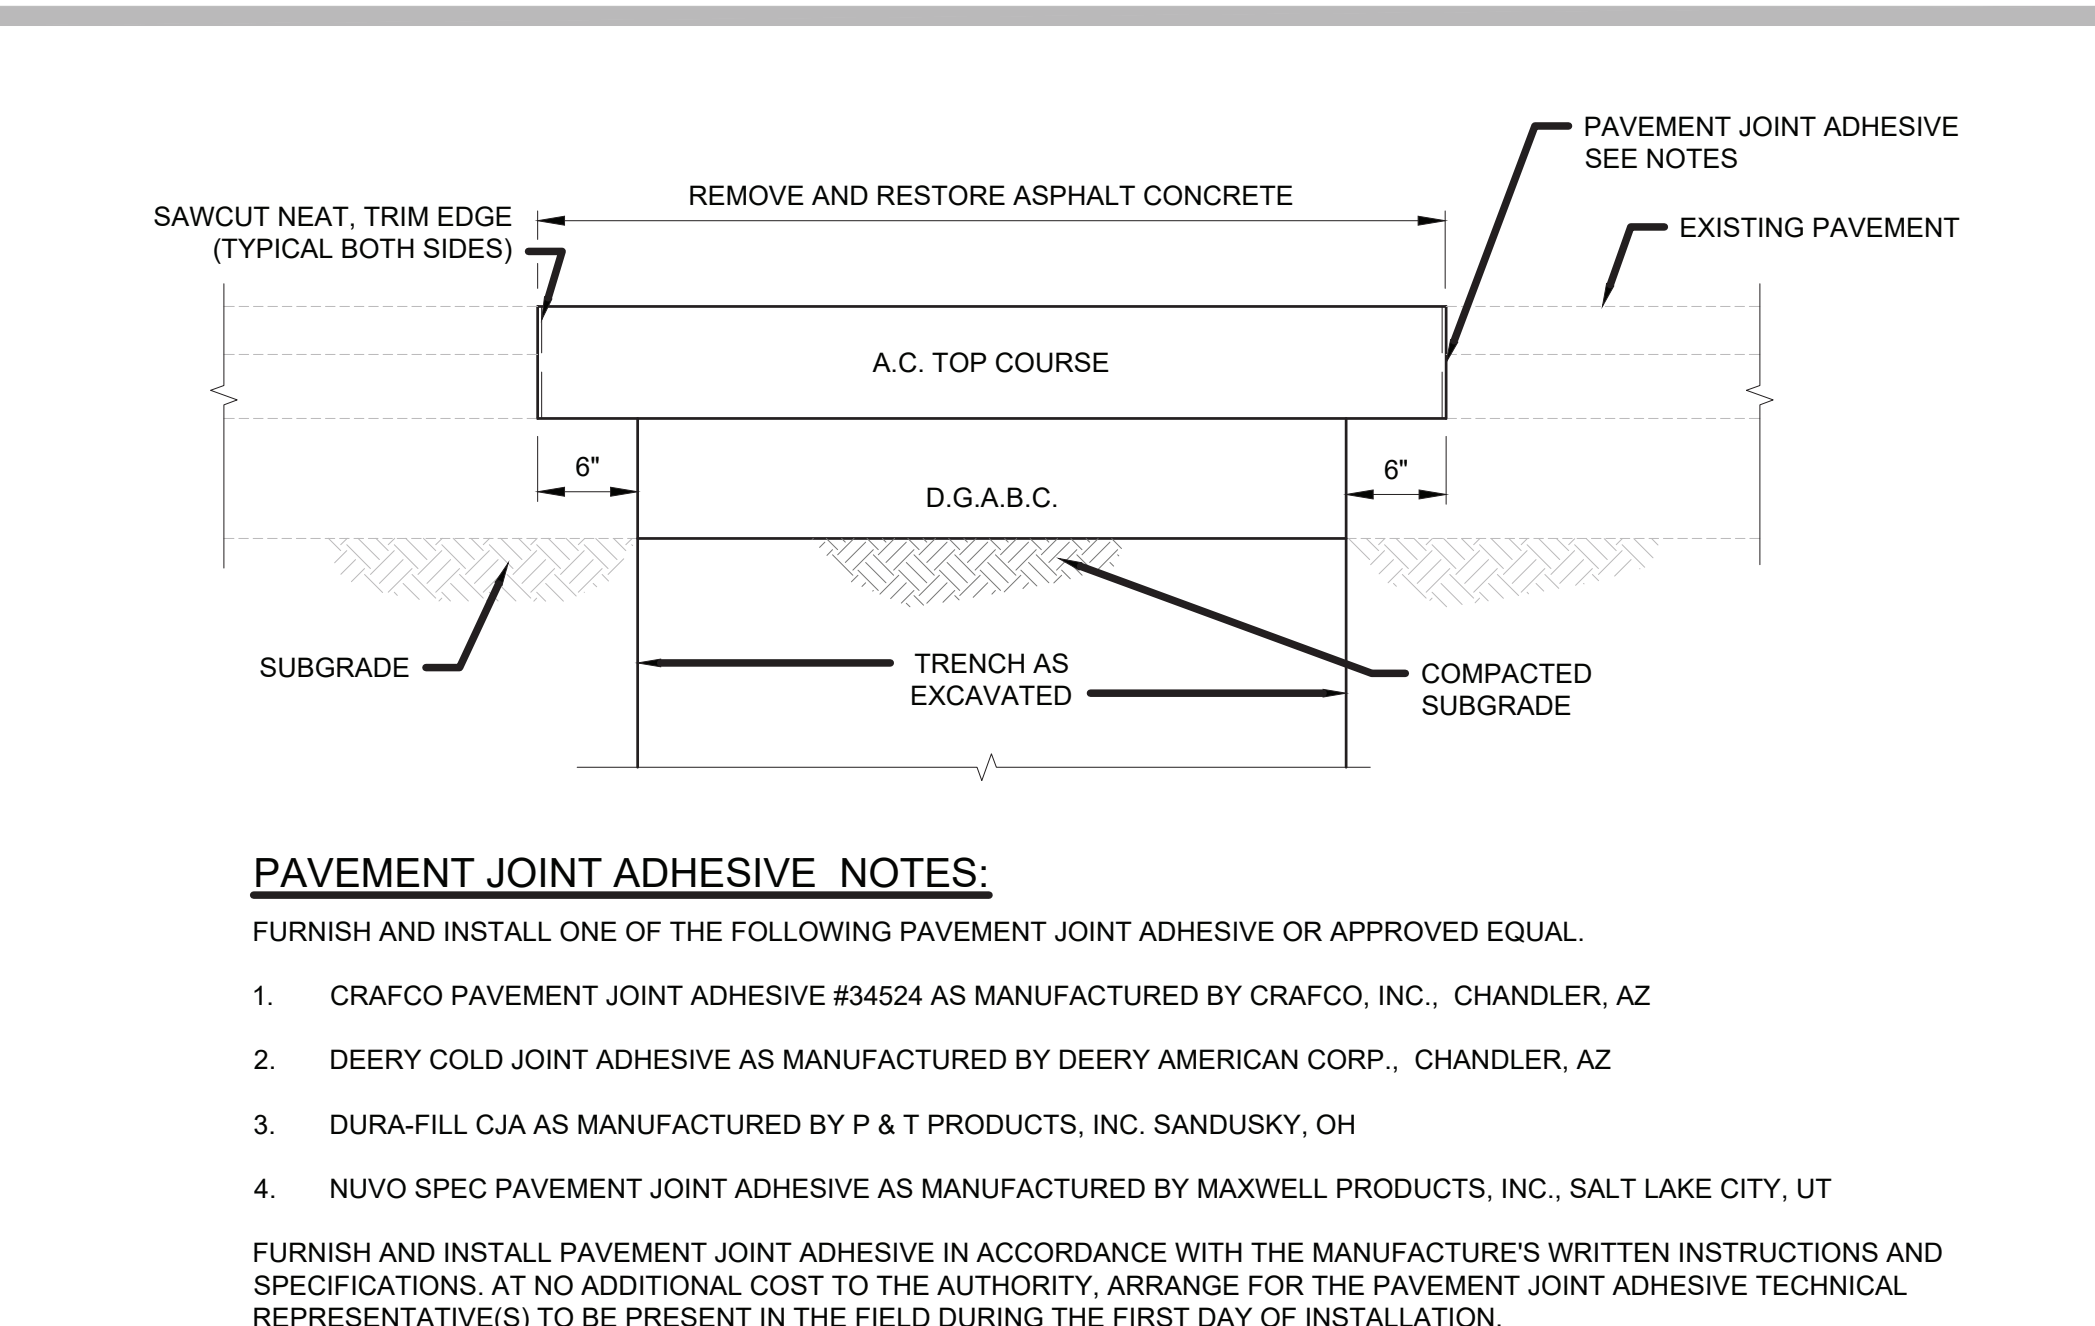 PAVEMENT JOINT ADHESIVE
SEE NOTES
REMOVE AND RESTORE ASPHALT CONCRETE
SAWCUT NEAT, TRIM EDGE
(TYPICAL BOTH SIDES)
EXISTING PAVEMENT
A.C. TOP COURSE
6"
6"
D.G.A.B.C.
SUBGRADE
TRENCH AS
EXCAVATED
COMPACTED
SUBGRADE
PAVEMENT JOINT ADHESIVE NOTES:
FURNISH AND INSTALL ONE OF THE FOLLOWING PAVEMENT JOINT ADHESIVE OR APPROVED EQUAL.
1. CRAFCO PAVEMENT JOINT ADHESIVE #34524 AS MANUFACTURED BY CRAFCO, INC., CHANDLER, AZ
2. DEERY COLD JOINT ADHESIVE AS MANUFACTURED BY DEERY AMERICAN CORP., CHANDLER, AZ
3. DURA-FILL CJA AS MANUFACTURED BY P & T PRODUCTS, INC. SANDUSKY, OH
4. NUVO SPEC PAVEMENT JOINT ADHESIVE AS MANUFACTURED BY MAXWELL PRODUCTS, INC., SALT LAKE CITY, UT
FURNISH AND INSTALL PAVEMENT JOINT ADHESIVE IN ACCORDANCE WITH THE MANUFACTURE'S WRITTEN INSTRUCTIONS AND
SPECIFICATIONS. AT NO ADDITIONAL COST TO THE AUTHORITY, ARRANGE FOR THE PAVEMENT JOINT ADHESIVE TECHNICAL
REPRESENTATIVE(S) TO BE PRESENT IN THE FIELD DURING THE FIRST DAY OF INSTALLATION.